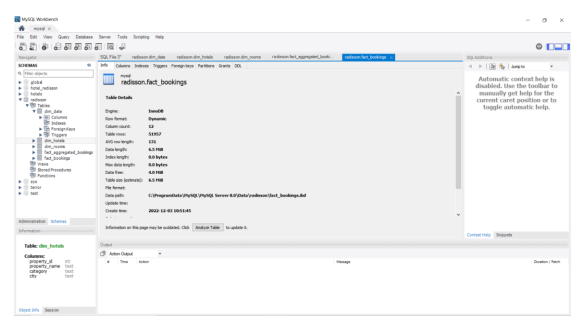 MySQL Workbench
mysql
File Edit View Query Database Server Tools Scripting Help
Navigator
SCHEMAS
Filter objects
global
hotel_radisson
hotels
radisson
Tables
dim_date
Columns
Indexes
Foreign Keys
Triggers
dim_hotels
dim_rooms
fact_aggregated_bookings
fact_bookings
Views
Stored Procedures
Functions
sys
terror
test
Administration Schemas
Information
Table: dim_hotels
Columns:
property_id int
property_name text
category text
city text
Object Info Session
SQL File 3* radisson.dim_date radisson.dim_hotels radisson.dim_rooms radisson.fact_aggregated_booki... radisson.fact_bookings
Info Columns Indexes Triggers Foreign keys Partitions Grants DDL
mysql
radisson.fact_bookings
Table Details
Engine: InnoDB
Row format: Dynamic
Column count: 12
Table rows: 51957
AVG row length: 131
Data length: 6.5 MiB
Index length: 0.0 bytes
Max data length: 0.0 bytes
Data free: 4.0 MiB
Table size (estimate): 6.5 MiB
File format:
Data path: C:\ProgramData\MySQL\MySQL Server 8.0\Data\radisson\fact_bookings.ibd
Update time:
Create time: 2022-12-03 10:51:45
Information on this page may be outdated. Click Analyze Table to update it.
Output
Action Output
# Time Action Message Duration / Fetch
SQL Additions
Jump to
Automatic context help is
disabled. Use the toolbar to
manually get help for the
current caret position or to
toggle automatic help.
Context Help Snippets